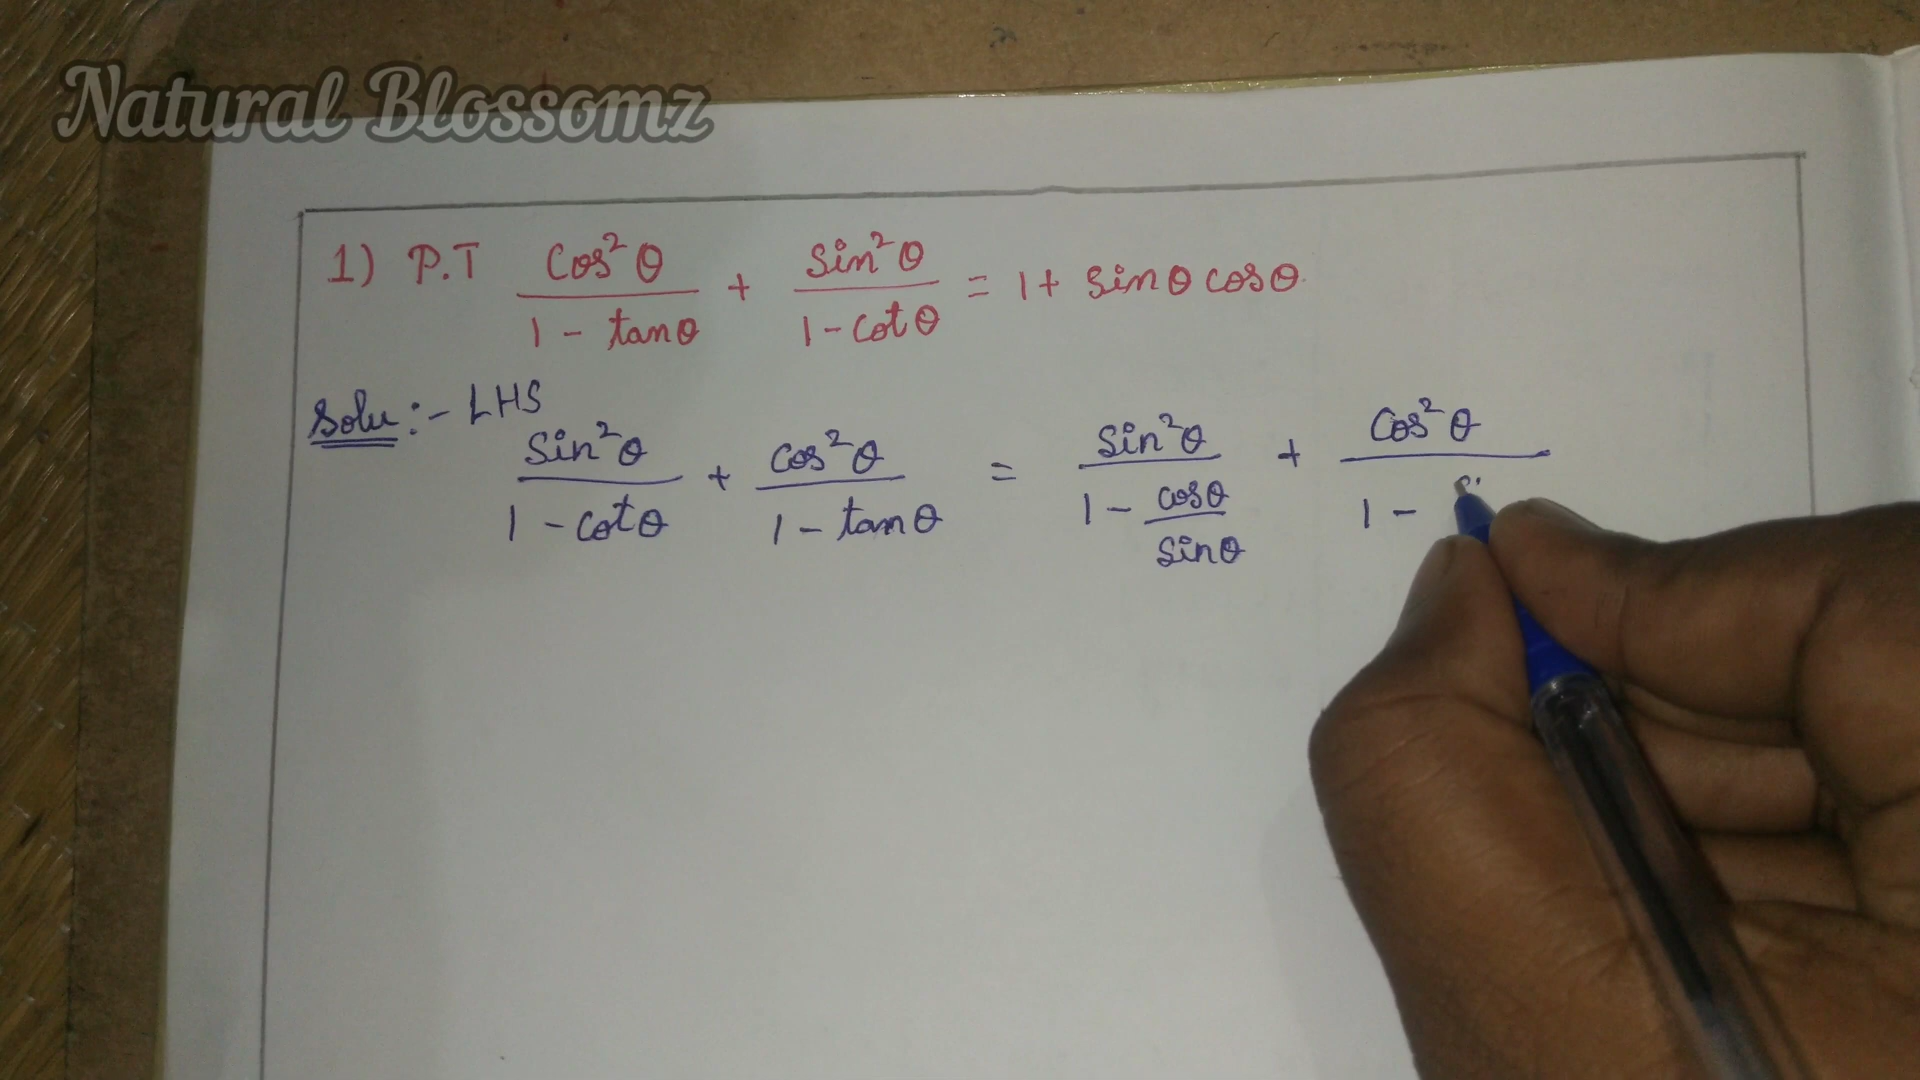 Natural Blossomz
1) P.T Cos²θ / 1 - tanθ + Sin²θ / 1 - cotθ = 1 + Sinθ cosθ
Solu :- LHS
Sin²θ / 1 - cotθ + cos²θ / 1 - tanθ = Sin²θ / 1 - cosθ / sinθ + Cos²θ / 1 -